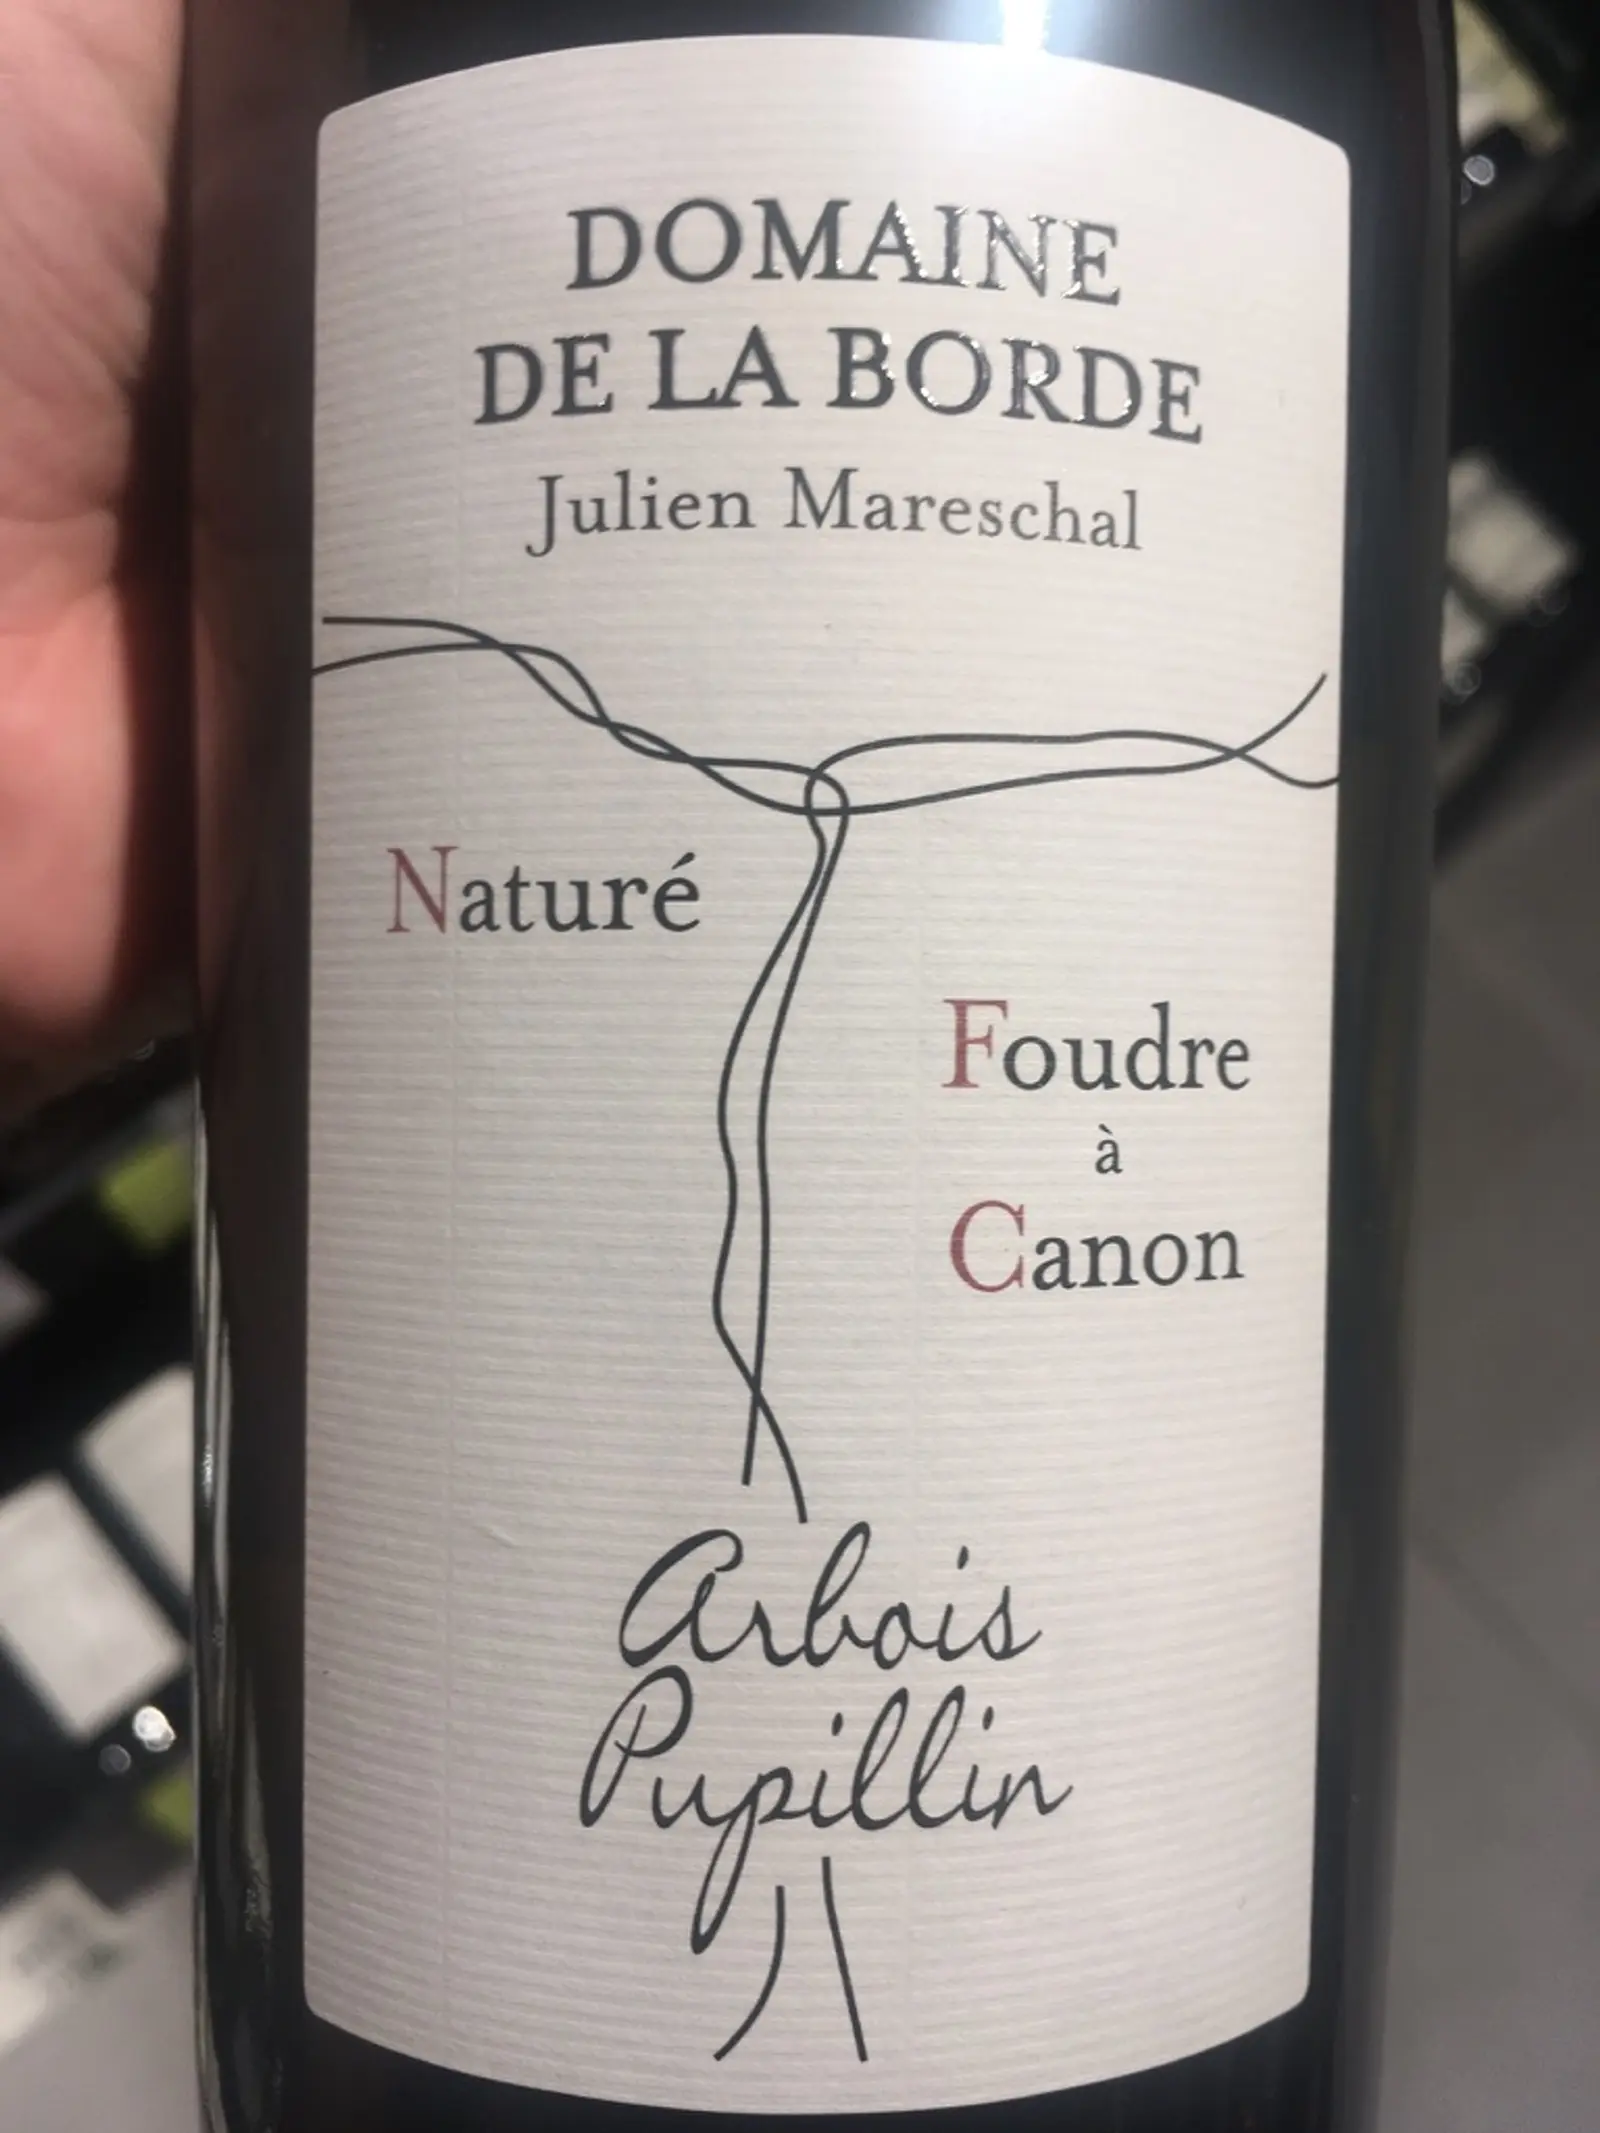 DOMAINE
DE LA BORDE
Julien Mareschal
Naturé
Foudre
à
Canon
Arbois
Pupillin